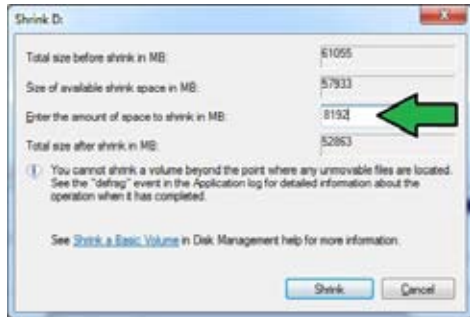 Shrink D:
Total size before shrink in MB: 61055
Size of available shrink space in MB: 57933
Enter the amount of space to shrink in MB: 8192
Total size after shrink in MB: 52863
You cannot shrink a volume beyond the point where any unmovable files are located.
See the "defrag" event in the Application log for detailed information about the
operation when it has completed.
See Shrink a Basic Volume in Disk Management help for more information.
Shrink Cancel